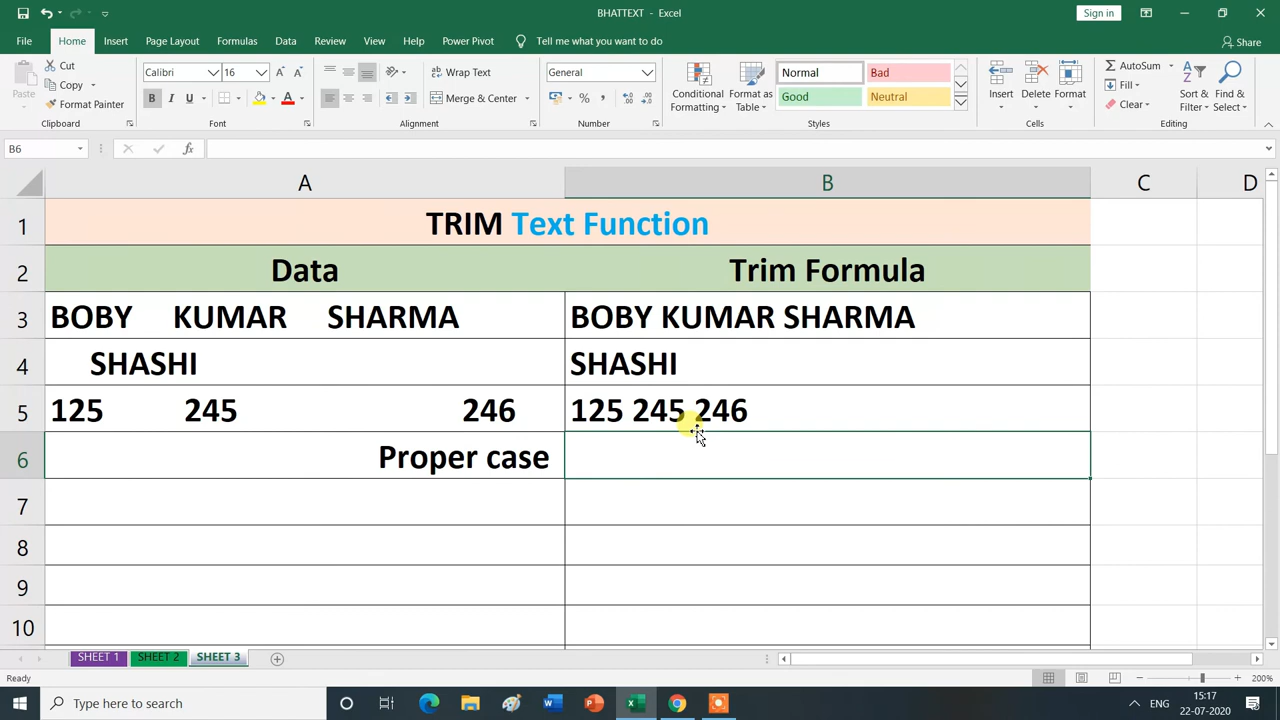 BHATTEXT - Excel
Sign in
File Home Insert Page Layout Formulas Data Review View Help Power Pivot Tell me what you want to do Share
Paste
Cut
Copy
Format Painter
Clipboard
Calibri 16
B I U
Font
Wrap Text
Merge & Center
Alignment
General
Number
Conditional Formatting
Format as Table
Normal Bad
Good Neutral
Styles
Insert Delete Format
Cells
AutoSum
Fill
Clear
Sort & Filter
Find & Select
Editing
B6
fx
A B C D
1 TRIM Text Function
2 Data Trim Formula
3 BOBY KUMAR SHARMA BOBY KUMAR SHARMA
4 SHASHI SHASHI
5 125 245 246 125 245 246
6 Proper case
7
8
9
10
SHEET 1 SHEET 2 SHEET 3
Ready 200%
Type here to search
ENG
15:17
22-07-2020